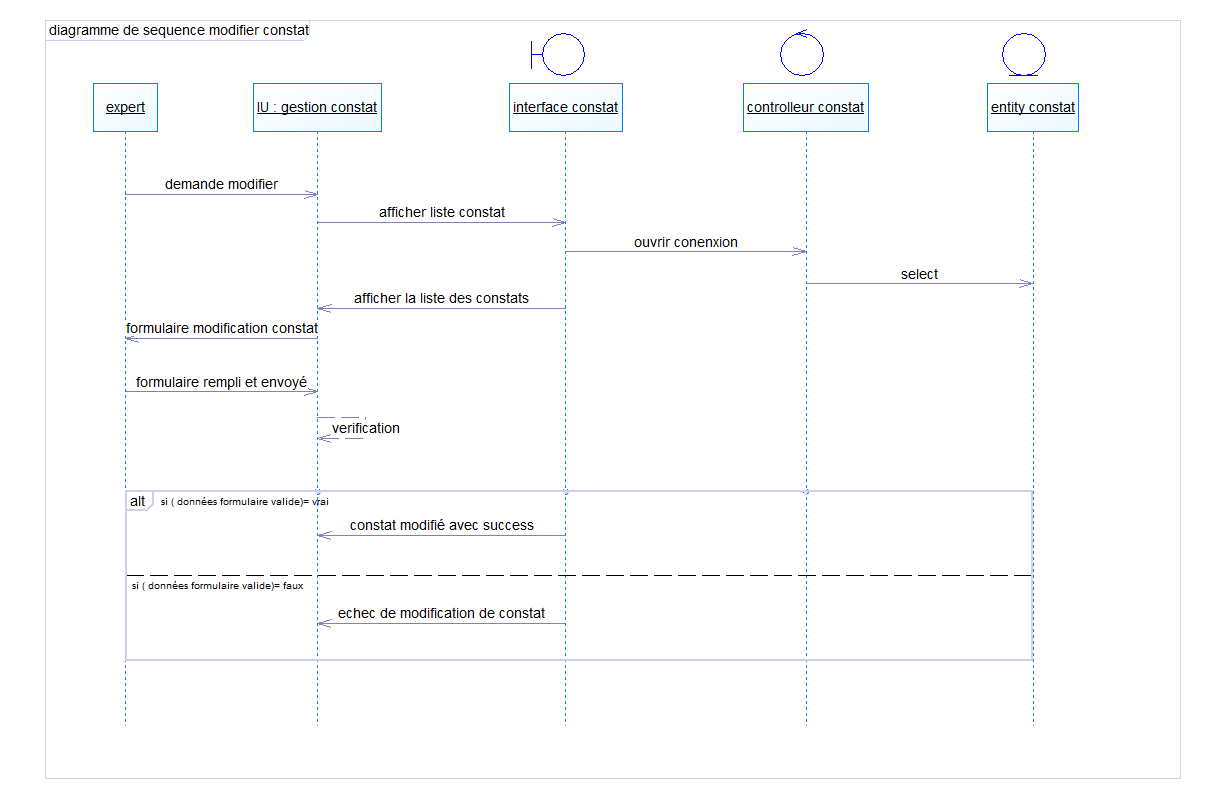 diagramme de sequence modifier constat
expert
IU : gestion constat
interface constat
controlleur constat
entity constat
demande modifier
afficher liste constat
ouvrir conenxion
select
afficher la liste des constats
formulaire modification constat
formulaire rempli et envoyé
verification
alt
si ( données formulaire valide)= vrai
constat modifié avec success
si ( données formulaire valide)= faux
echec de modification de constat